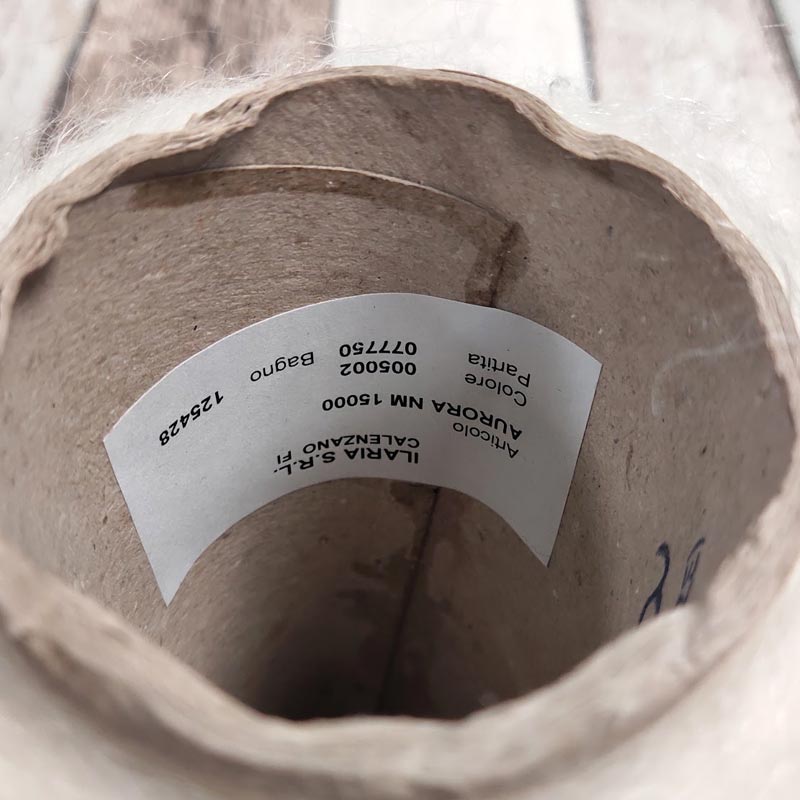 ILARIA S.R.L.
CALENZANO FI
Articolo
AURORA NM 15000
Colore 005002 Bagno 125428
Partita 077750